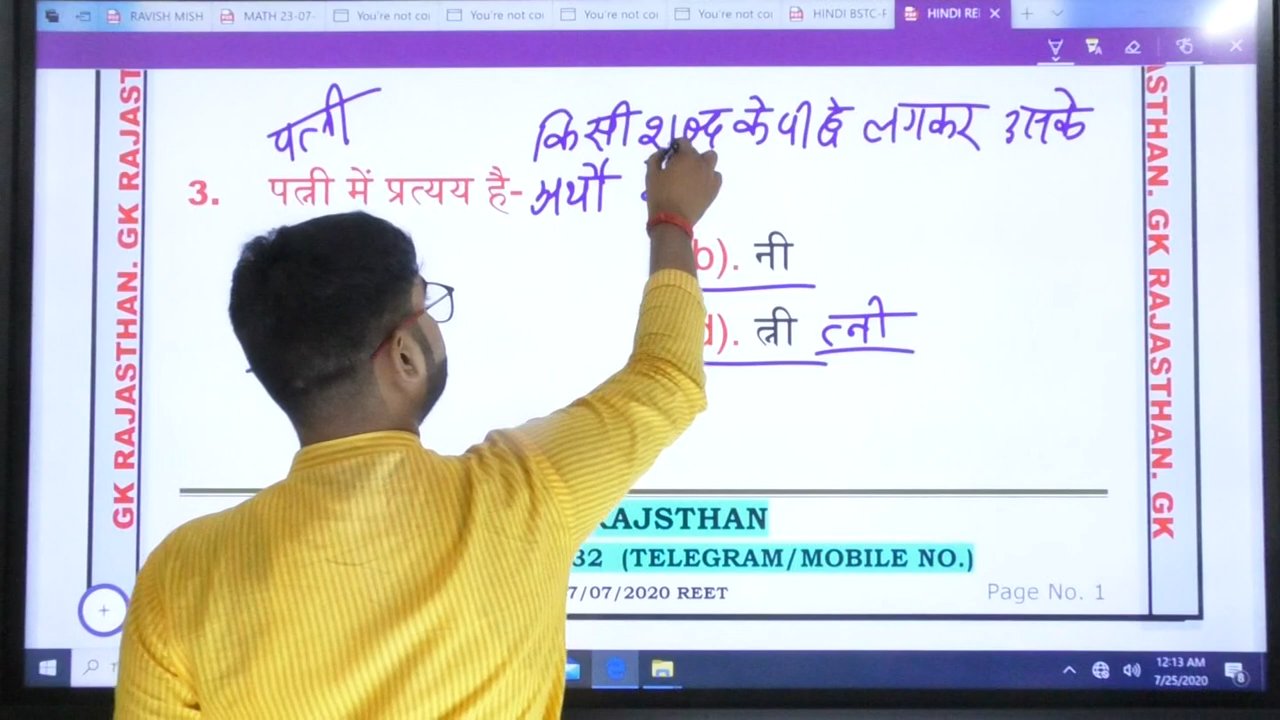 RAVISH MISH
MATH 23-07-
You're not co
You're not co
You're not co
You're not co
HINDI BSTC-F
HINDI RE
पत्नी
किसी शब्द के पीछे लगकर उसके
3. पत्नी में प्रत्यय है- अर्थो
b). नी
d). त्नी त्नी
RAJSTHAN
32 (TELEGRAM/MOBILE NO.)
7/07/2020 REET
Page No. 1
GK RAJASTHAN. GK RAJAST
ASTHAN. GK RAJASTHAN. GK
12:13 AM
7/25/2020
8